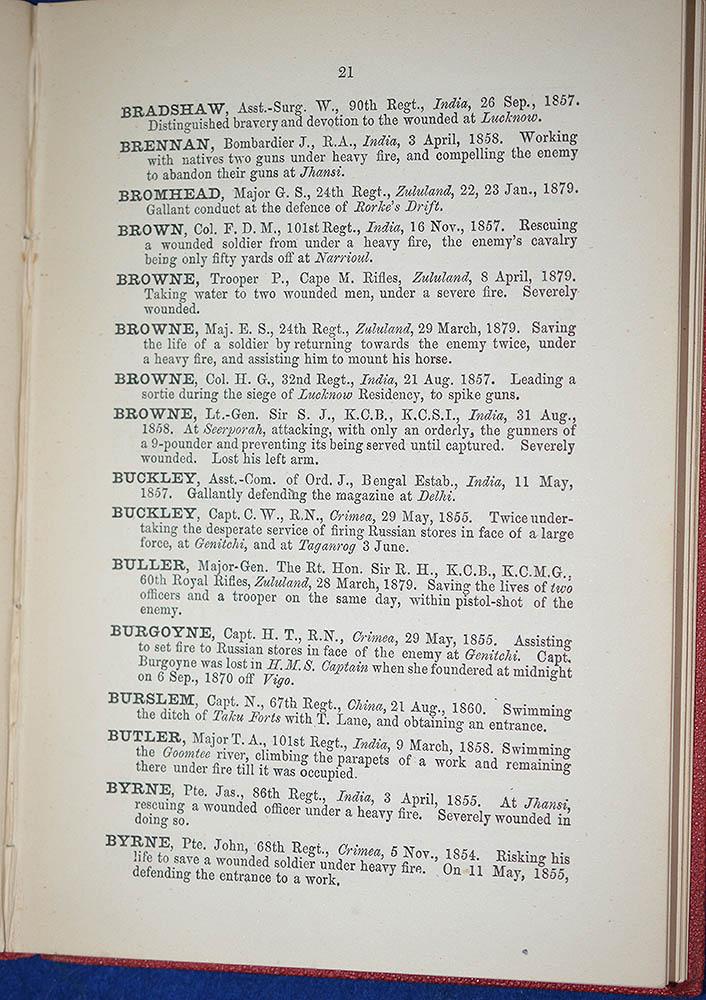 21
BRADSHAW, Asst.-Surg. W., 90th Regt., India, 26 Sep., 1857.
Distinguished bravery and devotion to the wounded at Lucknow.
BRENNAN, Bombardier J., R.A., India, 3 April, 1858. Working
with natives two guns under heavy fire, and compelling the enemy
to abandon their guns at Jhansi.
BROMHEAD, Major G. S., 24th Regt., Zululand, 22, 23 Jan., 1879.
Gallant conduct at the defence of Rorke's Drift.
BROWN, Col. F. D. M., 101st Regt., India, 16 Nov., 1857. Rescuing
a wounded soldier from under a heavy fire, the enemy's cavalry
being only fifty yards off at Narrioul.
BROWNE, Trooper P., Cape M. Rifles, Zululand, 8 April, 1879.
Taking water to two wounded men, under a severe fire. Severely
wounded.
BROWNE, Maj. E. S., 24th Regt., Zululand, 29 March, 1879. Saving
the life of a soldier by returning towards the enemy twice, under
a heavy fire, and assisting him to mount his horse.
BROWNE, Col. H. G., 32nd Regt., India, 21 Aug. 1857. Leading a
sortie during the siege of Lucknow Residency, to spike guns.
BROWNE, Lt.-Gen. Sir S. J., K.C.B., K.C.S.I., India, 31 Aug.,
1858. At Seerporah, attacking, with only an orderly, the gunners of
a 9-pounder and preventing its being served until captured. Severely
wounded. Lost his left arm.
BUCKLEY, Asst.-Com. of Ord. J., Bengal Estab., India, 11 May,
1857. Gallantly defending the magazine at Delhi.
BUCKLEY, Capt. C. W., R.N., Crimea, 29 May, 1855. Twice under-
taking the desperate service of firing Russian stores in face of a large
force, at Genitchi, and at Taganrog 3 June.
BULLER, Major-Gen. The Rt. Hon. Sir R. H., K.C.B., K.C.M.G.,
60th Royal Rifles, Zululand, 28 March, 1879. Saving the lives of two
officers and a trooper on the same day, within pistol-shot of the
enemy.
BURGOYNE, Capt. H. T., R.N., Crimea, 29 May, 1855. Assisting
to set fire to Russian stores in face of the enemy at Genitchi. Capt.
Burgoyne was lost in H.M.S. Captain when she foundered at midnight
on 6 Sep., 1870 off Vigo.
BURSLEM, Capt. N., 67th Regt., China, 21 Aug., 1860. Swimming
the ditch of Taku Forts with T. Lane, and obtaining an entrance.
BUTLER, Major T. A., 101st Regt., India, 9 March, 1858. Swimming
the Goomtee river, climbing the parapets of a work and remaining
there under fire till it was occupied.
BYRNE, Pte. Jas., 86th Regt., India, 3 April, 1855. At Jhansi,
rescuing a wounded officer under a heavy fire. Severely wounded in
doing so.
BYRNE, Pte. John, 68th Regt., Crimea, 5 Nov., 1854. Risking his
life to save a wounded soldier under heavy fire. On 11 May, 1855,
defending the entrance to a work.